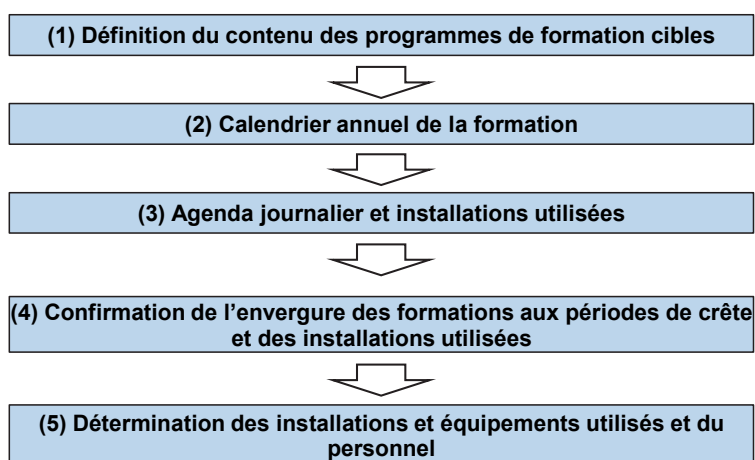 (1) Définition du contenu des programmes de formation cibles
(2) Calendrier annuel de la formation
(3) Agenda journalier et installations utilisées
(4) Confirmation de l’envergure des formations aux périodes de crête
et des installations utilisées
(5) Détermination des installations et équipements utilisés et du
personnel